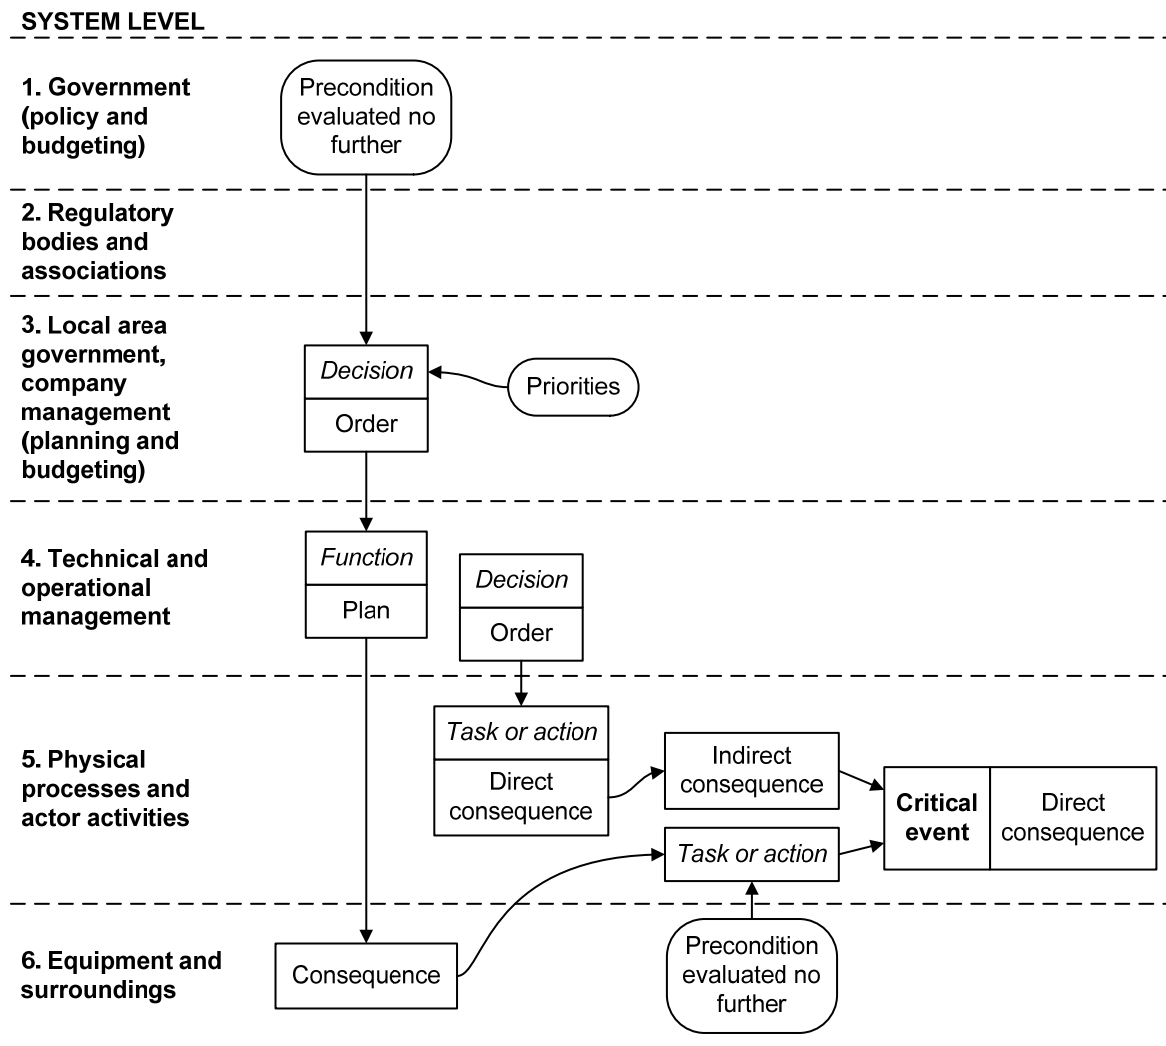 SYSTEM LEVEL
1. Government
(policy and
budgeting)
Precondition
evaluated no
further
2. Regulatory
bodies and
associations
3. Local area
government,
company
management
(planning and
budgeting)
Decision
Order
Priorities
4. Technical and
operational
management
Function
Plan
Decision
Order
5. Physical
processes and
actor activities
Task or action
Direct
consequence
Indirect
consequence
Task or action
Critical
event
Direct
consequence
6. Equipment and
surroundings
Consequence
Precondition
evaluated no
further